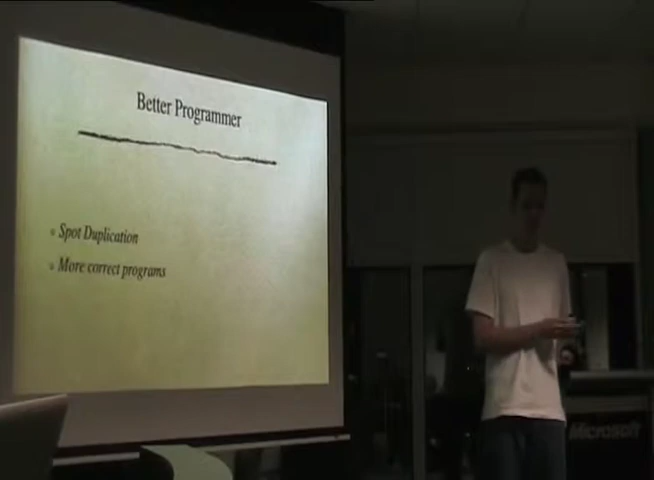 Better Programmer
Spot Duplication
More correct programs
Microsoft